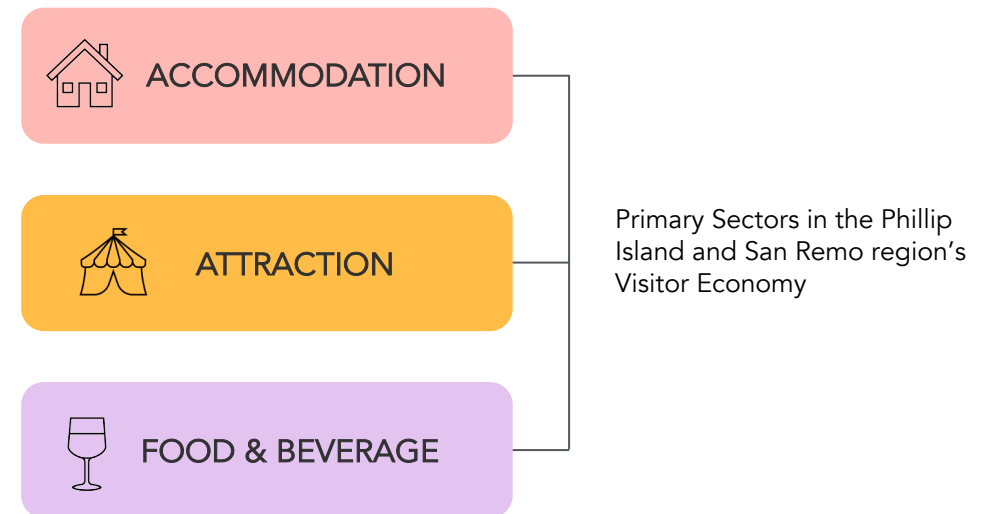 ACCOMMODATION
ATTRACTION
FOOD & BEVERAGE
Primary Sectors in the Phillip
Island and San Remo region’s
Visitor Economy